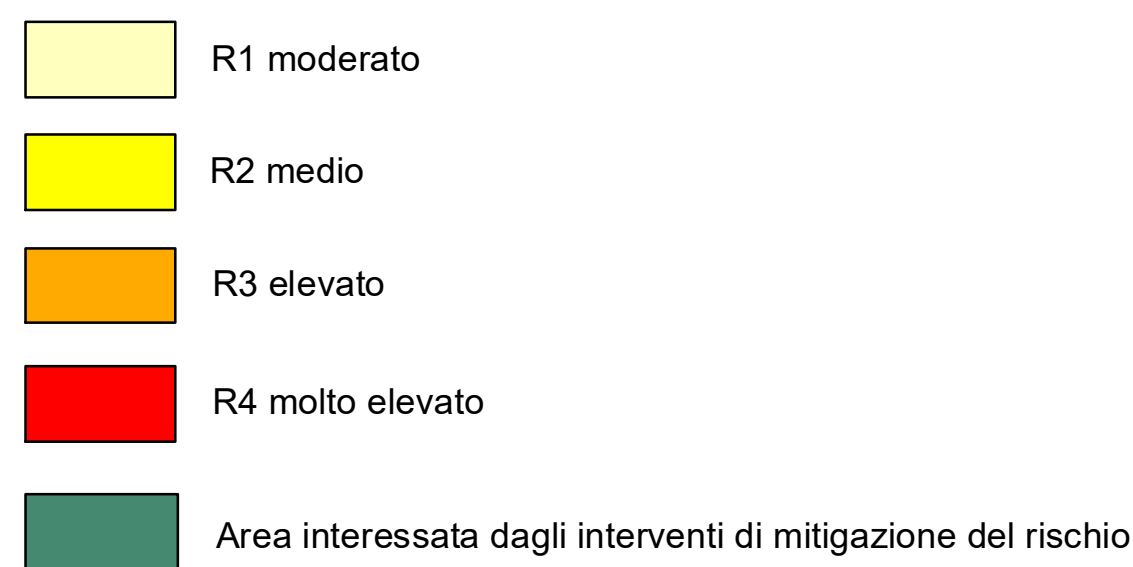 R1 moderato
R2 medio
R3 elevato
R4 molto elevato
Area interessata dagli interventi di mitigazione del rischio